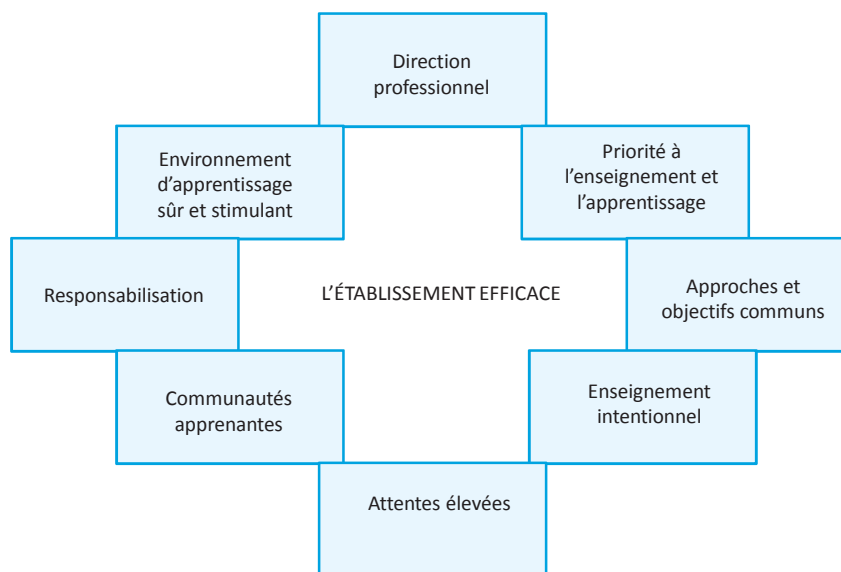 Direction
professionnel
Environnement
d'apprentissage
sûr et stimulant
Priorité à
l'enseignement et
l'apprentissage
Responsabilisation
L'ÉTABLISSEMENT EFFICACE
Approches et
objectifs communs
Communautés
apprenantes
Enseignement
intentionnel
Attentes élevées